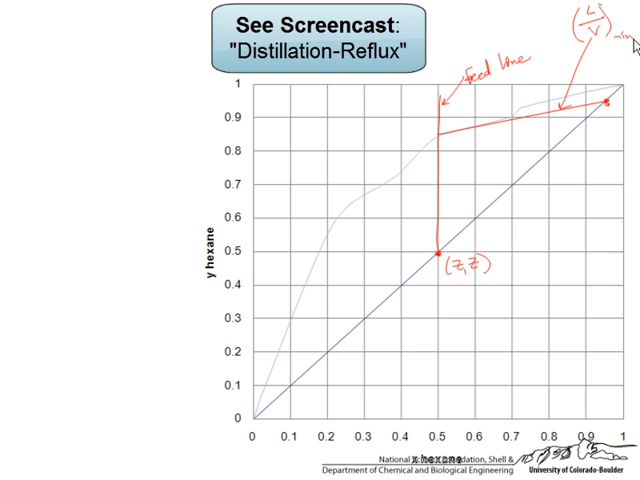 See Screencast:
"Distillation-Reflux"
(L/V)min
Feed line
1
0.9
0.8
0.7
0.6
0.5
0.4
0.3
0.2
0.1
0
y hexane
(z, z)
0 0.1 0.2 0.3 0.4 0.5 0.6 0.7 0.8 0.9 1
x hexane
National Foundation, Shell &
Department of Chemical and Biological Engineering
University of Colorado-Boulder